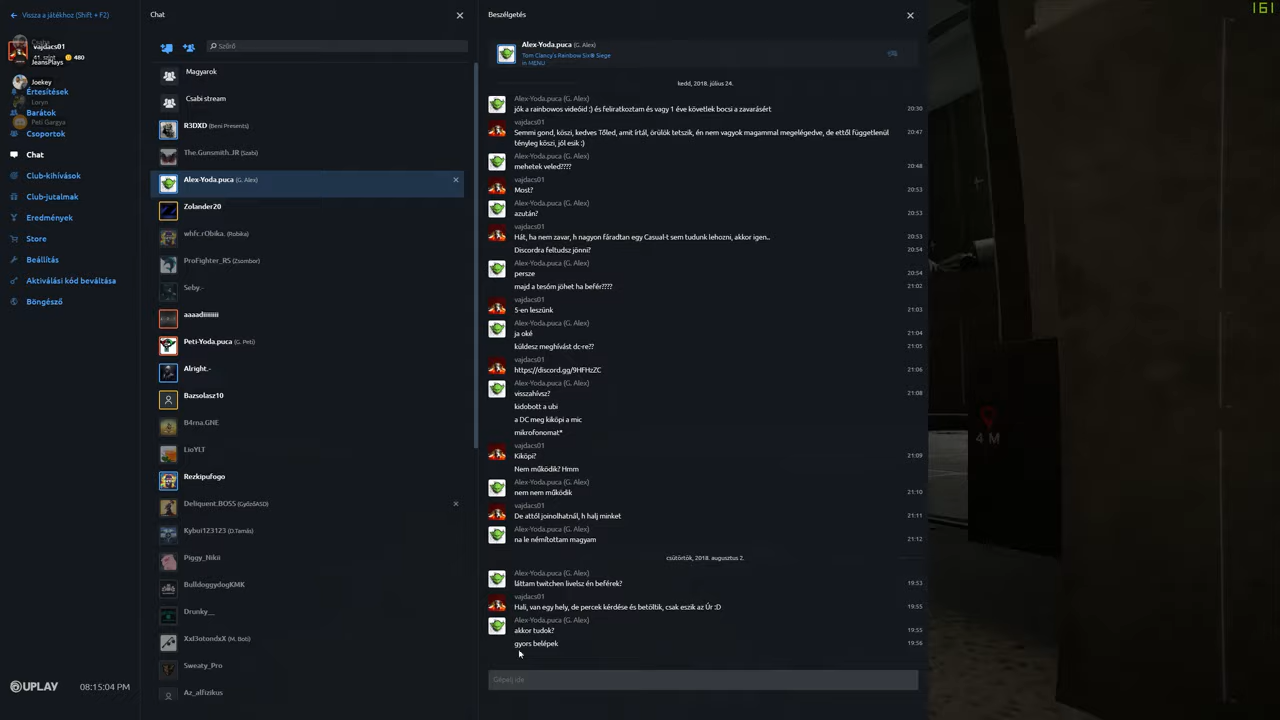 Vissza a játékhoz (Shift + F2)
vajdacs01
41. szint
480
JeansPlays
Joekey
Értesítések
Loryn
Barátok
Peti Gargya
Csoportok
Chat
Club-kihívások
Club-jutalmak
Eredmények
Store
Beállítás
Aktiválási kód beváltása
Böngésző
UPLAY
08:15:04 PM
Chat
Szűrő
Magyarok
Csabi stream
R3DXD (Beni Presents)
The.Gunsmith.JR (Szabi)
Alex-Yoda.puca (G. Alex)
Zolander20
whfc.rObika. (Robika)
ProFighter_RS (Zsombor)
Seby.-
aaaadiiiiiiii
Peti-Yoda.puca (G. Peti)
Alright.-
Bazsolasz10
B4rna.GNE
LioYLT
Rezkipufogo
Deliquent.BOSS (GyőzőASD)
Kybui123123 (D.Tamás)
Piggy_Nikii
BulldoggydogKMK
Drunky__
Xxl3otondxX (M. Boti)
Sweaty_Pro
Az_alfizikus
Beszélgetés
Alex-Yoda.puca (G. Alex)
Tom Clancy's Rainbow Six® Siege
in MENU
kedd, 2018. július 24.
Alex-Yoda.puca (G. Alex)
jók a rainbowos videóid :) és feliratkoztam és vagy 1 éve követlek bocsi a zavarásért 20:30
vajdacs01
Semmi gond, köszi, kedves Tőled, amit írtál, örülök tetszik, én nem vagyok magammal megelégedve, de ettől függetlenül 20:47
tényleg köszi, jól esik :)
Alex-Yoda.puca (G. Alex)
mehetek veled???? 20:48
vajdacs01
Most? 20:53
Alex-Yoda.puca (G. Alex)
azután? 20:53
vajdacs01
Hát, ha nem zavar, h nagyon fáradtan egy Casual-t sem tudunk lehozni, akkor igen.. 20:53
Discordra feltudsz jönni? 20:54
Alex-Yoda.puca (G. Alex)
persze 20:54
majd a tesóm jöhet ha befér???? 21:02
vajdacs01
5-en leszünk 21:03
Alex-Yoda.puca (G. Alex)
ja oké 21:04
küldesz meghívást dc-re?? 21:05
vajdacs01
https://discord.gg/9HFHzZC 21:06
Alex-Yoda.puca (G. Alex)
visszahívsz? 21:08
kidobott a ubi
a DC meg kiköpi a mic
mikrofonomat*
vajdacs01
Kiköpi? 21:09
Nem működik? Hmm
Alex-Yoda.puca (G. Alex)
nem nem működik 21:10
vajdacs01
De attól joinolhatnál, h halj minket 21:11
Alex-Yoda.puca (G. Alex)
na le némítottam magyam 21:12
csütörtök, 2018. augusztus 2.
Alex-Yoda.puca (G. Alex)
láttam twitchen livelsz én beférek? 19:53
vajdacs01
Hali, van egy hely, de percek kérdése és betöltik, csak eszik az Úr :D 19:55
Alex-Yoda.puca (G. Alex)
akkor tudok? 19:55
gyors belépek 19:56
Gépelj ide
161
4 M